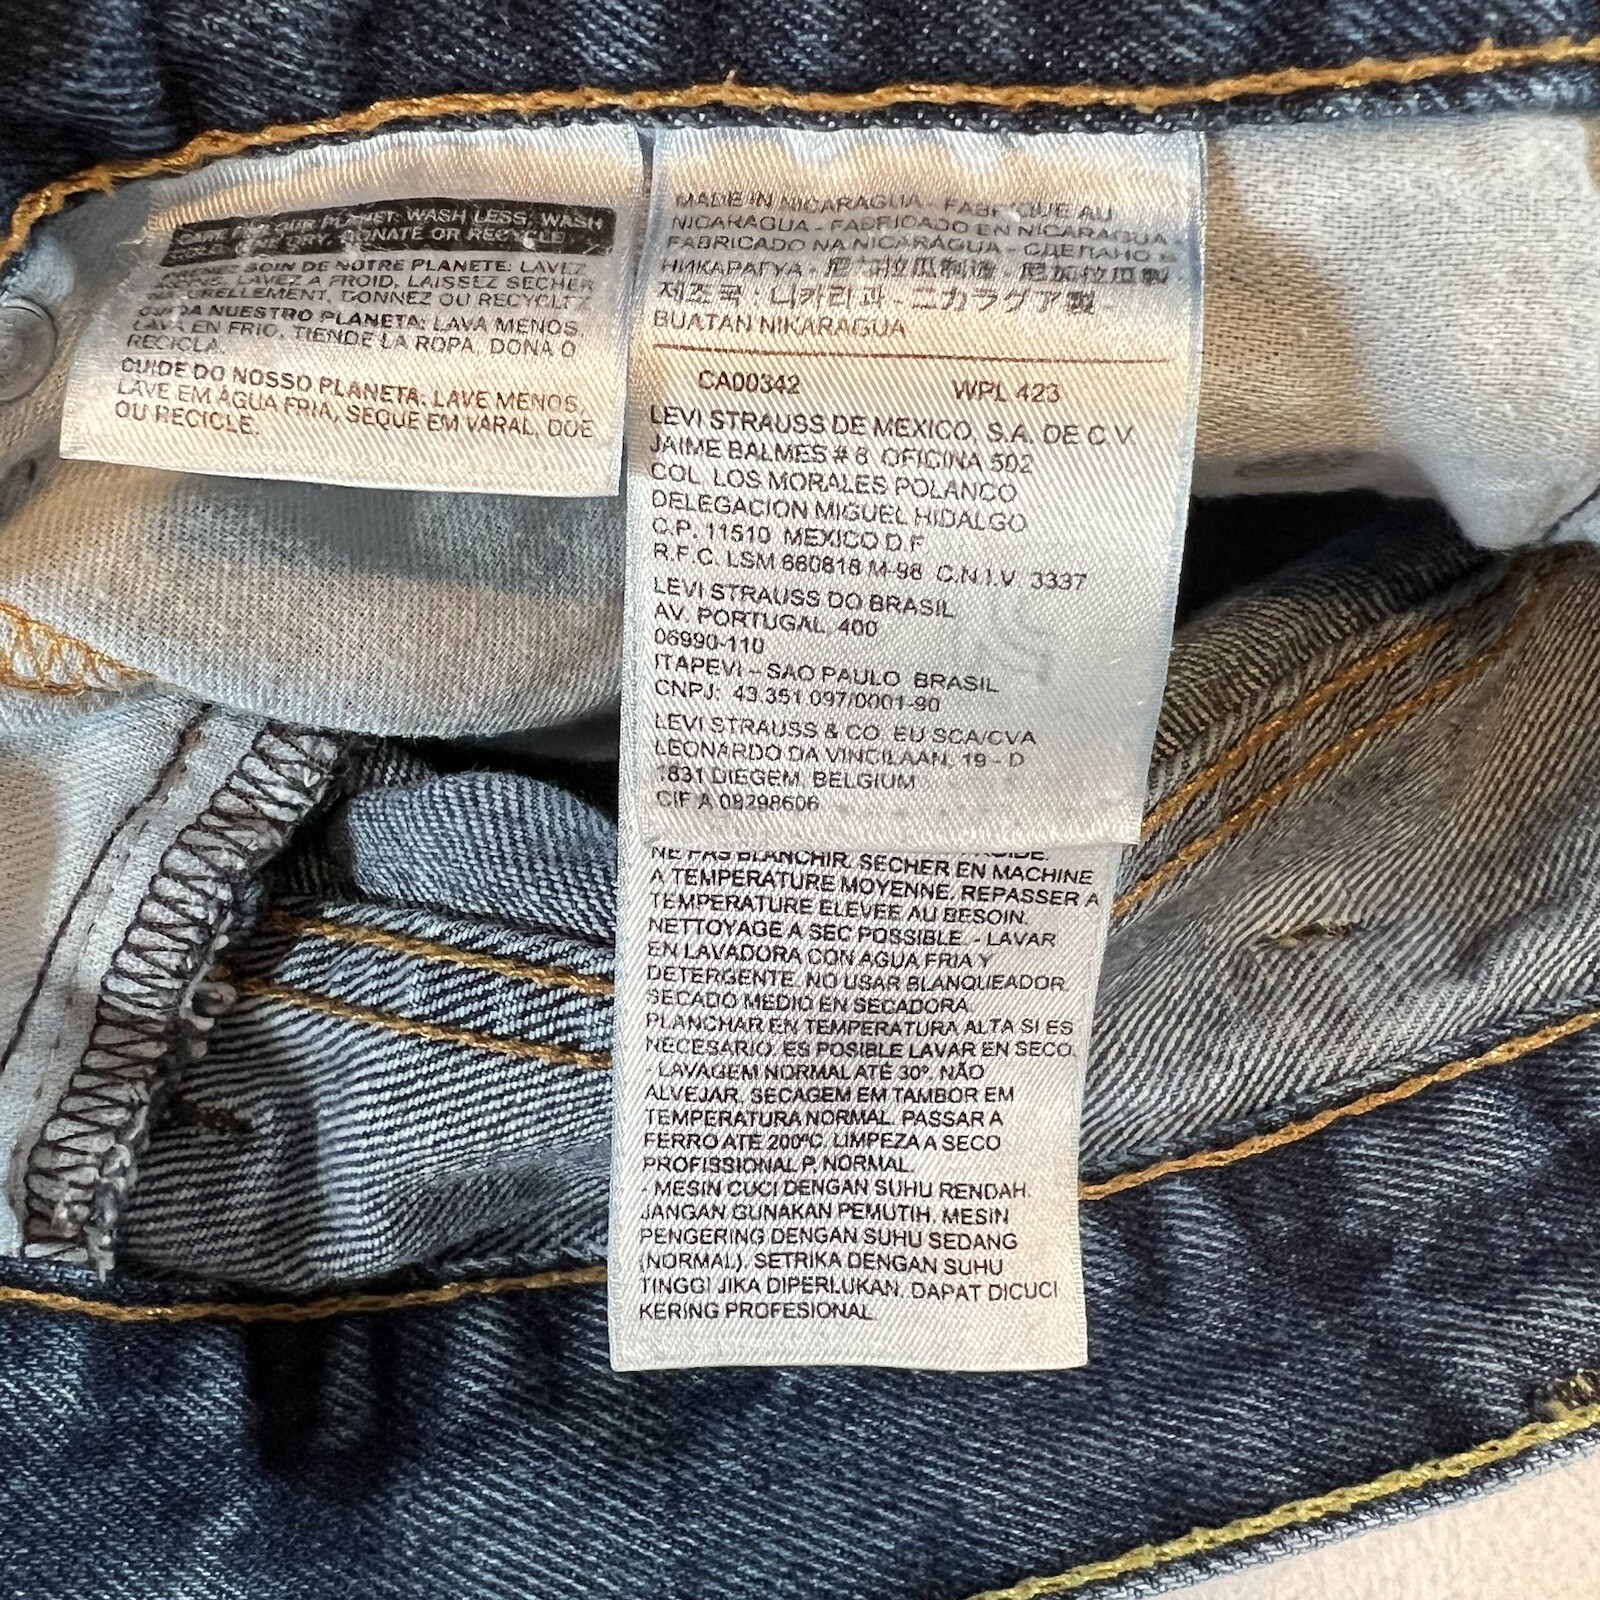 CARE FOR OUR PLANET: WASH LESS, WASH
COLD, LINE DRY, DONATE OR RECYCLE.
PRENEZ SOIN DE NOTRE PLANETE: LAVEZ
MOINS, LAVEZ A FROID, LAISSEZ SECHER
NATURELLEMENT, DONNEZ OU RECYCLEZ
CUIDA NUESTRO PLANETA: LAVA MENOS,
LAVA EN FRIO, TIENDE LA ROPA, DONA O
RECICLA.
CUIDE DO NOSSO PLANETA: LAVE MENOS,
LAVE EM AGUA FRIA, SEQUE EM VARAL, DOE
OU RECICLE.
MADE IN NICARAGUA - FABRIQUE AU
NICARAGUA - FABRICADO EN NICARAGUA -
FABRICADO NA NICARÁGUA - СДЕЛАНО В
НИКАРАГУА - 尼加拉瓜制造 - 尼加拉瓜製
제조국 : 니카라과 - ニカラグア製 -
BUATAN NIKARAGUA
CA00342 WPL 423
LEVI STRAUSS DE MEXICO, S.A. DE C.V.
JAIME BALMES # 8 OFICINA 502
COL. LOS MORALES POLANCO
DELEGACION MIGUEL HIDALGO
C.P. 11510 MEXICO D.F.
R.F.C. LSM 660818 M-98 C.N.I.V 3337
LEVI STRAUSS DO BRASIL
AV. PORTUGAL, 400
06990-110
ITAPEVI - SAO PAULO BRASIL
CNPJ: 43.351.097/0001-90
LEVI STRAUSS & CO. EU SCA/CVA
LEONARDO DA VINCILAAN, 19 - D
1831 DIEGEM, BELGIUM
CIF A 08298606
NE PAS BLANCHIR, SECHER EN MACHINE
A TEMPERATURE MOYENNE. REPASSER A
TEMPERATURE ELEVEE AU BESOIN.
NETTOYAGE A SEC POSSIBLE. - LAVAR
EN LAVADORA CON AGUA FRIA Y
DETERGENTE. NO USAR BLANQUEADOR.
SECADO MEDIO EN SECADORA.
PLANCHAR EN TEMPERATURA ALTA SI ES
NECESARIO. ES POSIBLE LAVAR EN SECO.
- LAVAGEM NORMAL ATÉ 30º. NÃO
ALVEJAR, SECAGEM EM TAMBOR EM
TEMPERATURA NORMAL. PASSAR A
FERRO ATÉ 200ºC. LIMPEZA A SECO
PROFISSIONAL P, NORMAL.
- MESIN CUCI DENGAN SUHU RENDAH.
JANGAN GUNAKAN PEMUTIH. MESIN
PENGERING DENGAN SUHU SEDANG
(NORMAL). SETRIKA DENGAN SUHU
TINGGI JIKA DIPERLUKAN. DAPAT DICUCI
KERING PROFESIONAL